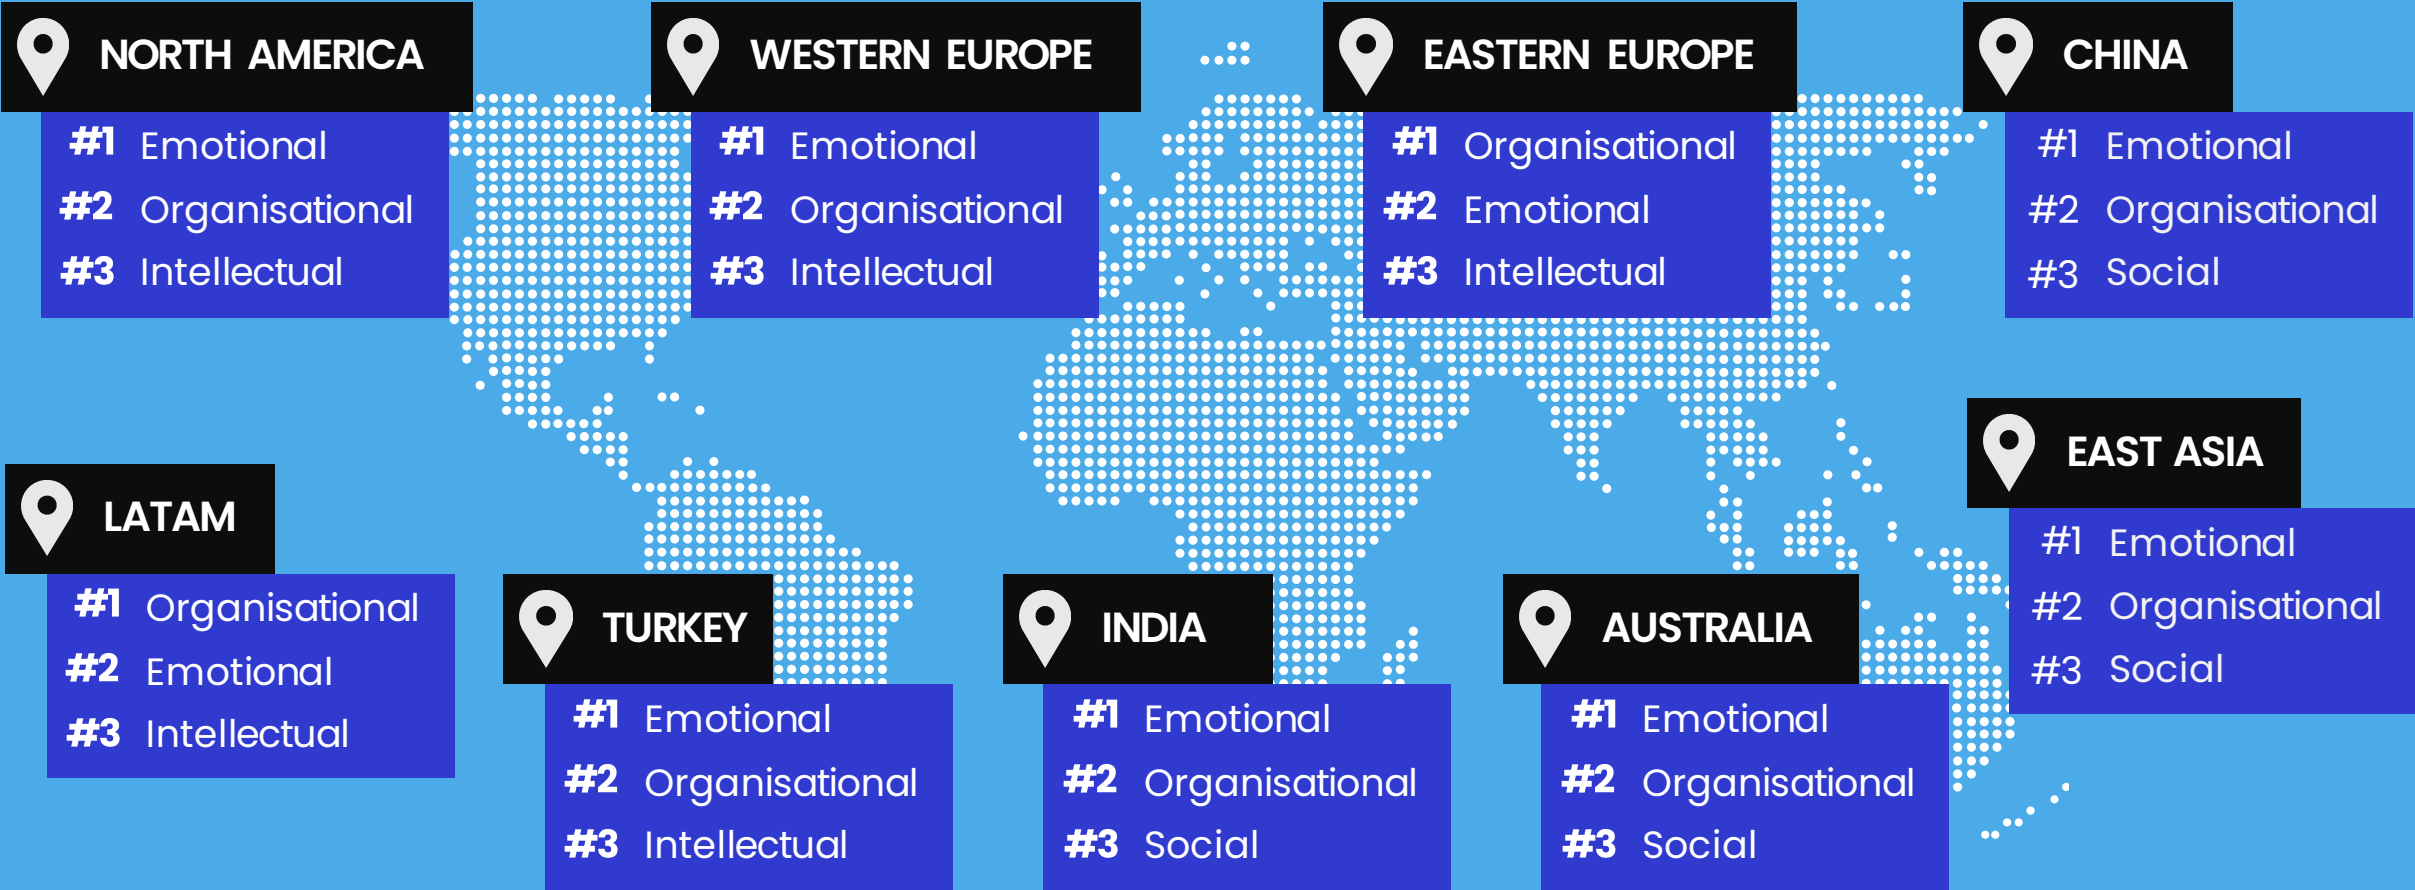 NORTH AMERICA
#1 Emotional
#2 Organisational
#3 Intellectual
WESTERN EUROPE
#1 Emotional
#2 Organisational
#3 Intellectual
EASTERN EUROPE
#1 Organisational
#2 Emotional
#3 Intellectual
CHINA
#1 Emotional
#2 Organisational
#3 Social
LATAM
#1 Organisational
#2 Emotional
#3 Intellectual
TURKEY
#1 Emotional
#2 Organisational
#3 Intellectual
INDIA
#1 Emotional
#2 Organisational
#3 Social
AUSTRALIA
#1 Emotional
#2 Organisational
#3 Social
EAST ASIA
#1 Emotional
#2 Organisational
#3 Social